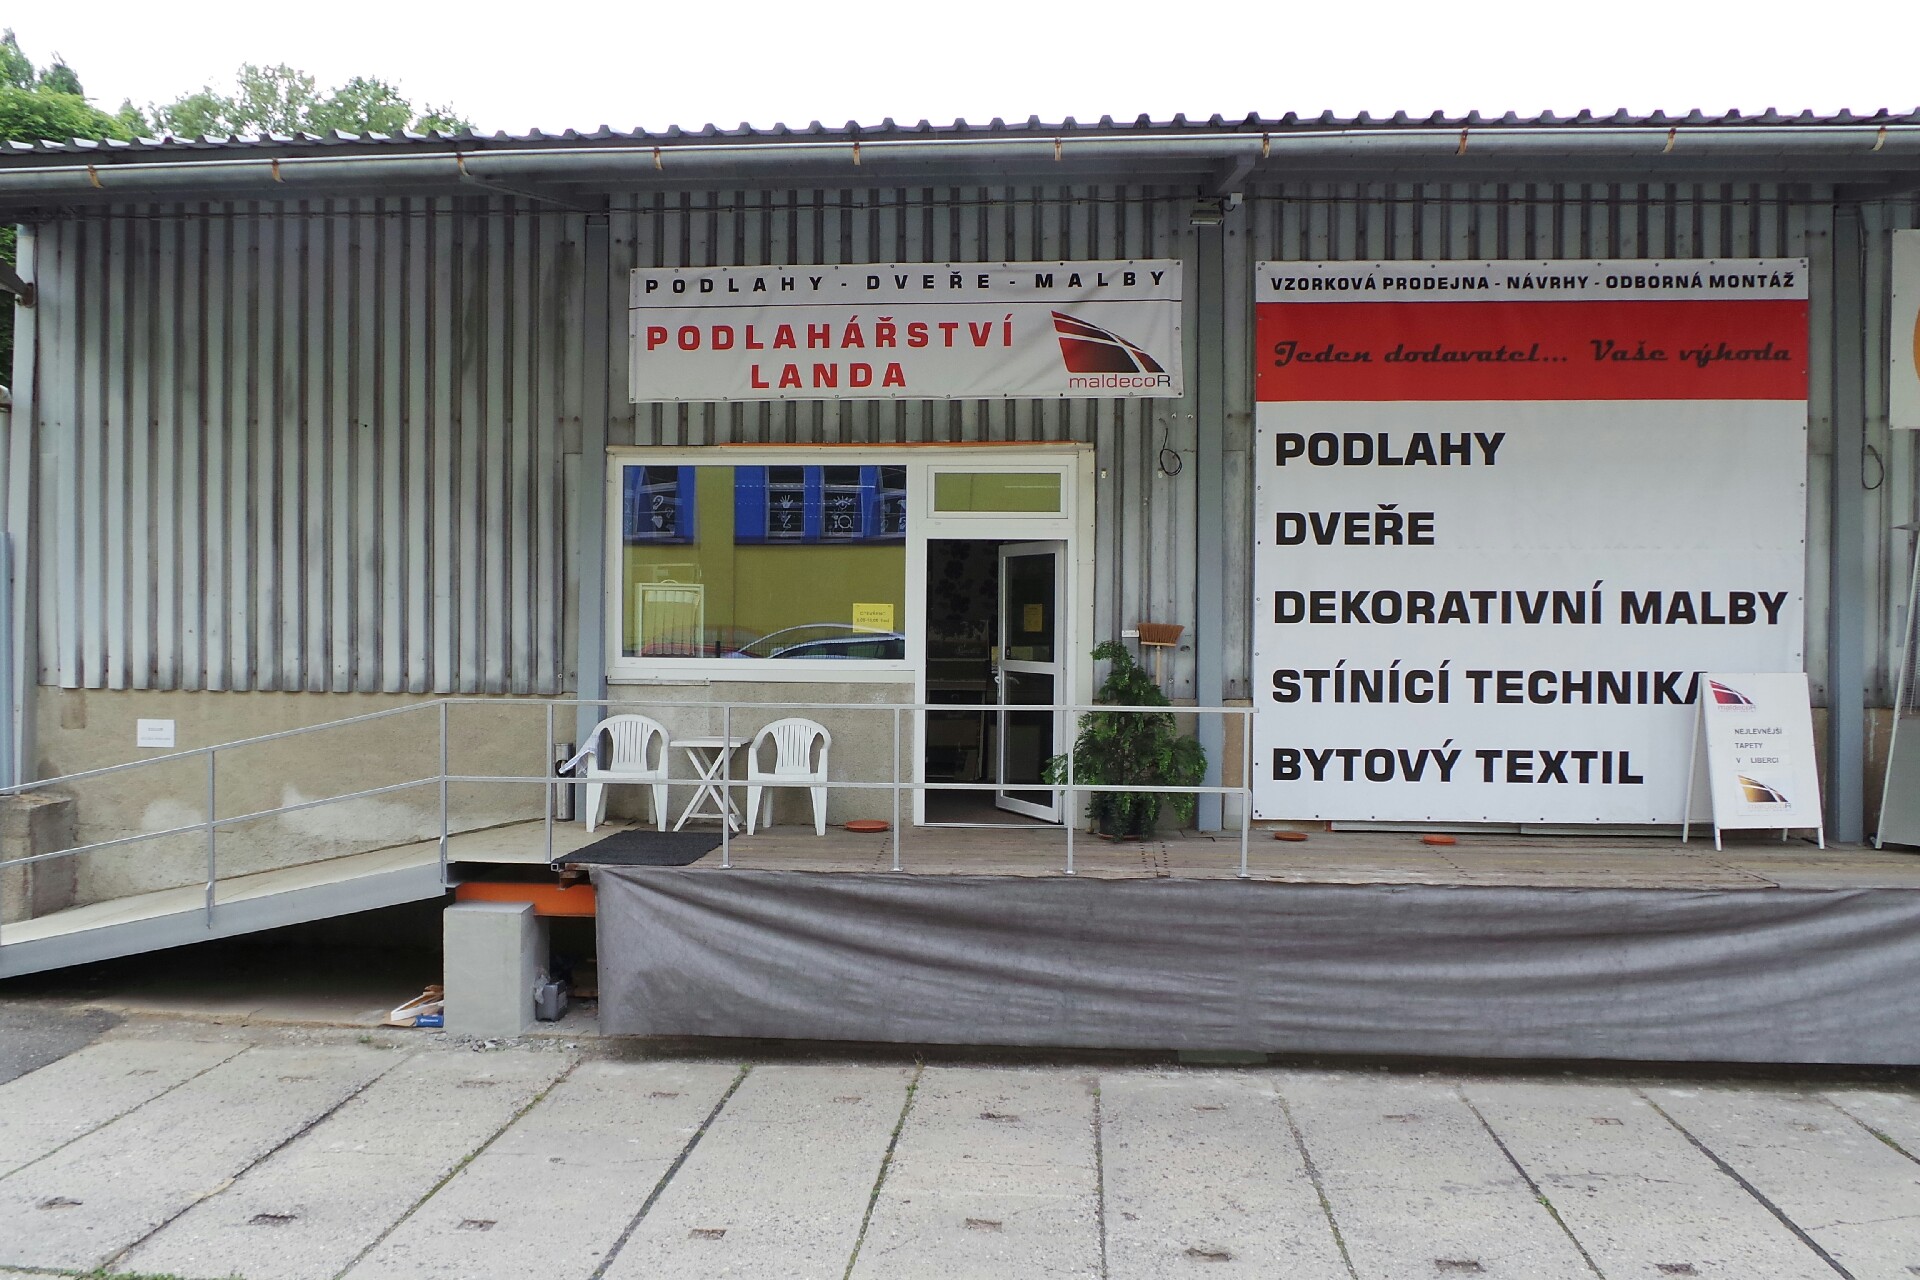 PODLAHY - DVEŘE - MALBY
PODLAHÁŘSTVÍ
LANDA
maldecoR
VZORKOVÁ PRODEJNA - NÁVRHY - ODBORNÁ MONTÁŽ
Jeden dodavatel... Vaše výhoda
PODLAHY
DVEŘE
DEKORATIVNÍ MALBY
STÍNÍCÍ TECHNIKA
BYTOVÝ TEXTIL
maldecoR
NEJLEVNĚJŠÍ
TAPETY
V LIBERCI